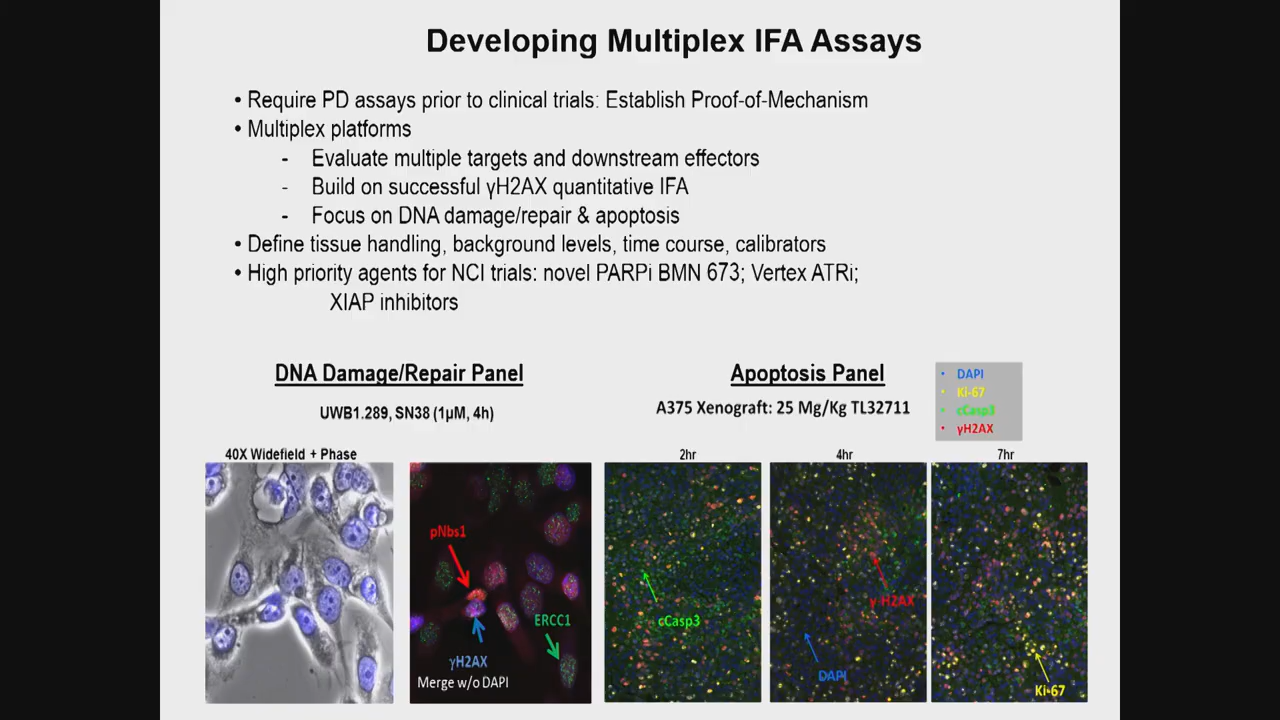 Developing Multiplex IFA Assays
• Require PD assays prior to clinical trials: Establish Proof-of-Mechanism
• Multiplex platforms
- Evaluate multiple targets and downstream effectors
- Build on successful γH2AX quantitative IFA
- Focus on DNA damage/repair & apoptosis
• Define tissue handling, background levels, time course, calibrators
• High priority agents for NCI trials: novel PARPi BMN 673; Vertex ATRi;
XIAP inhibitors
DNA Damage/Repair Panel
UWB1.289, SN38 (1µM, 4h)
40X Widefield + Phase
pNbs1
ERCC1
γH2AX
Merge w/o DAPI
Apoptosis Panel
A375 Xenograft: 25 Mg/Kg TL32711
• DAPI
• Ki-67
• cCasp3
• γH2AX
2hr
4hr
7hr
cCasp3
γ-H2AX
DAPI
Ki-67